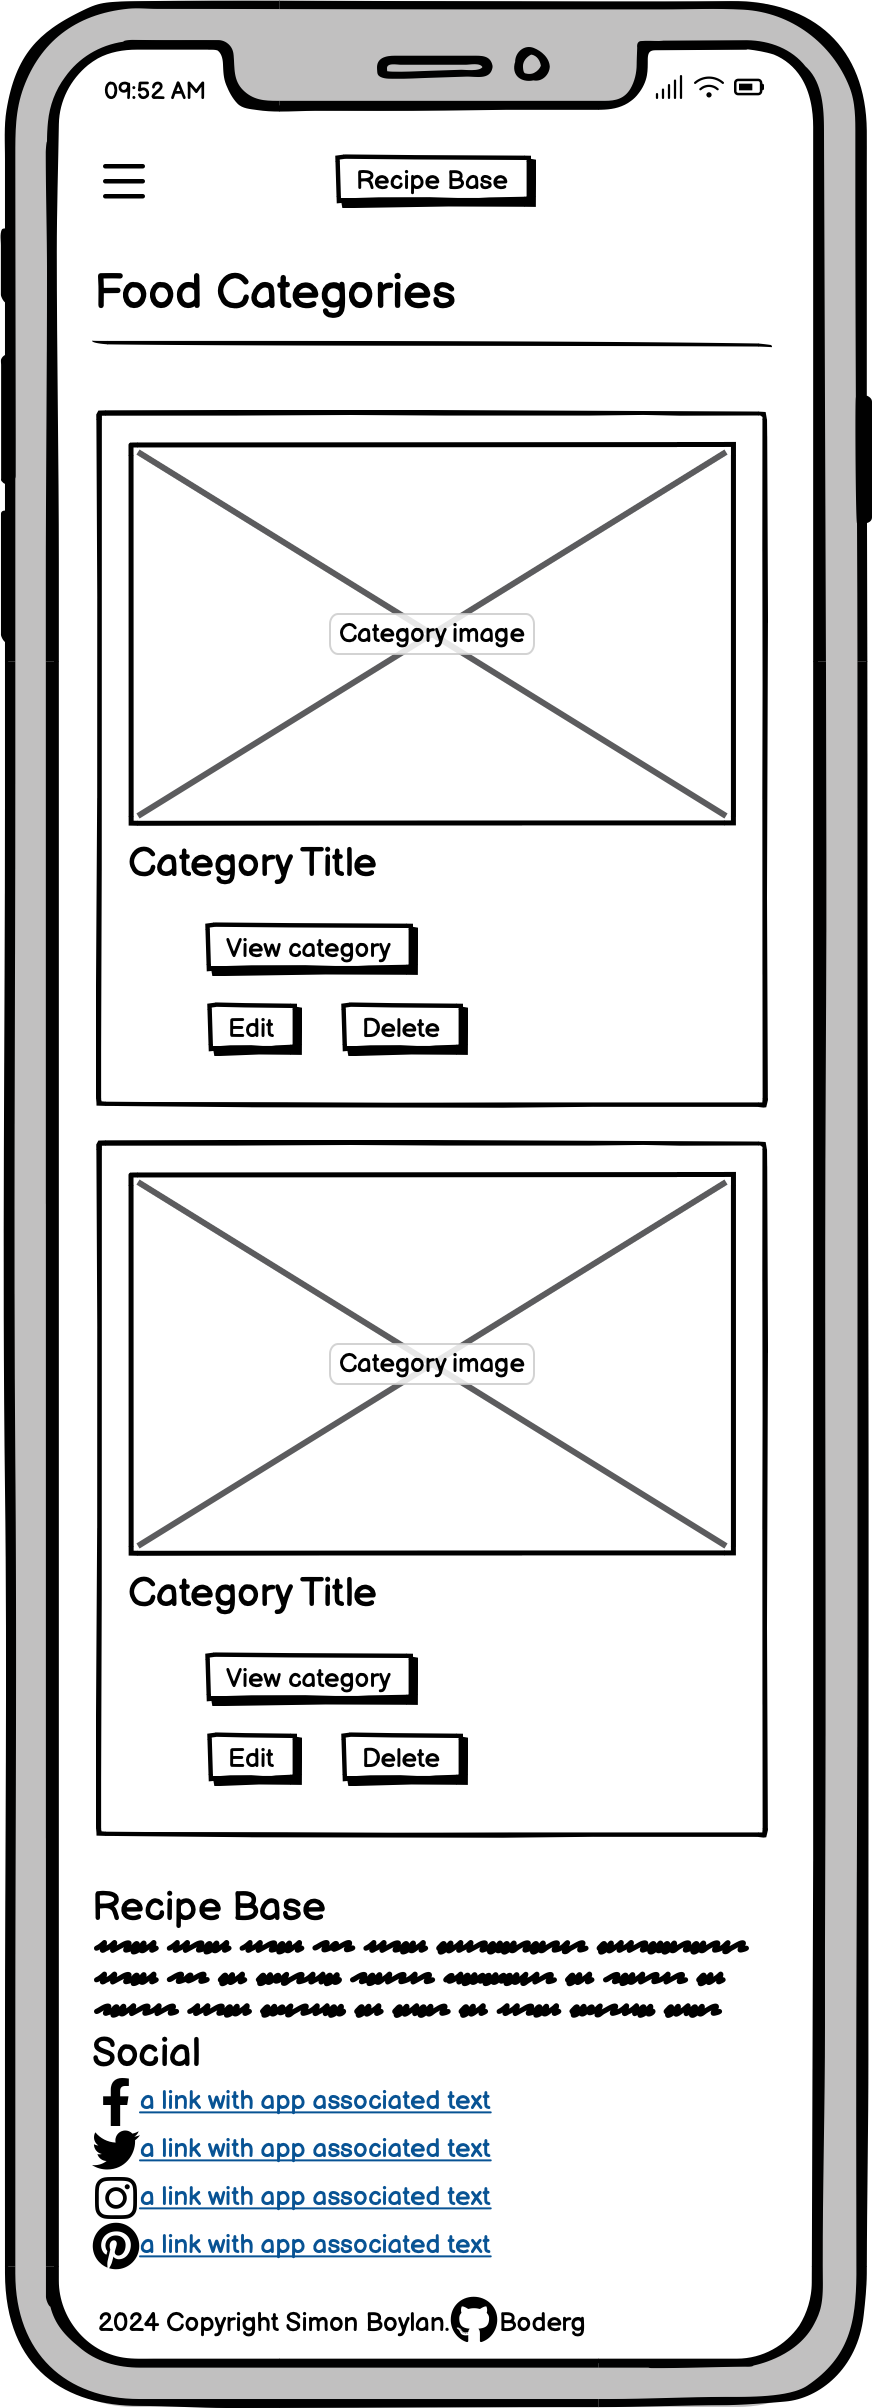 09:52 AM
Recipe Base
Food Categories
Category image
Category Title
View category
Edit Delete
Category image
Category Title
View category
Edit Delete
Recipe Base
Social
a link with app associated text
a link with app associated text
a link with app associated text
a link with app associated text
2024 Copyright Simon Boylan. Boderg